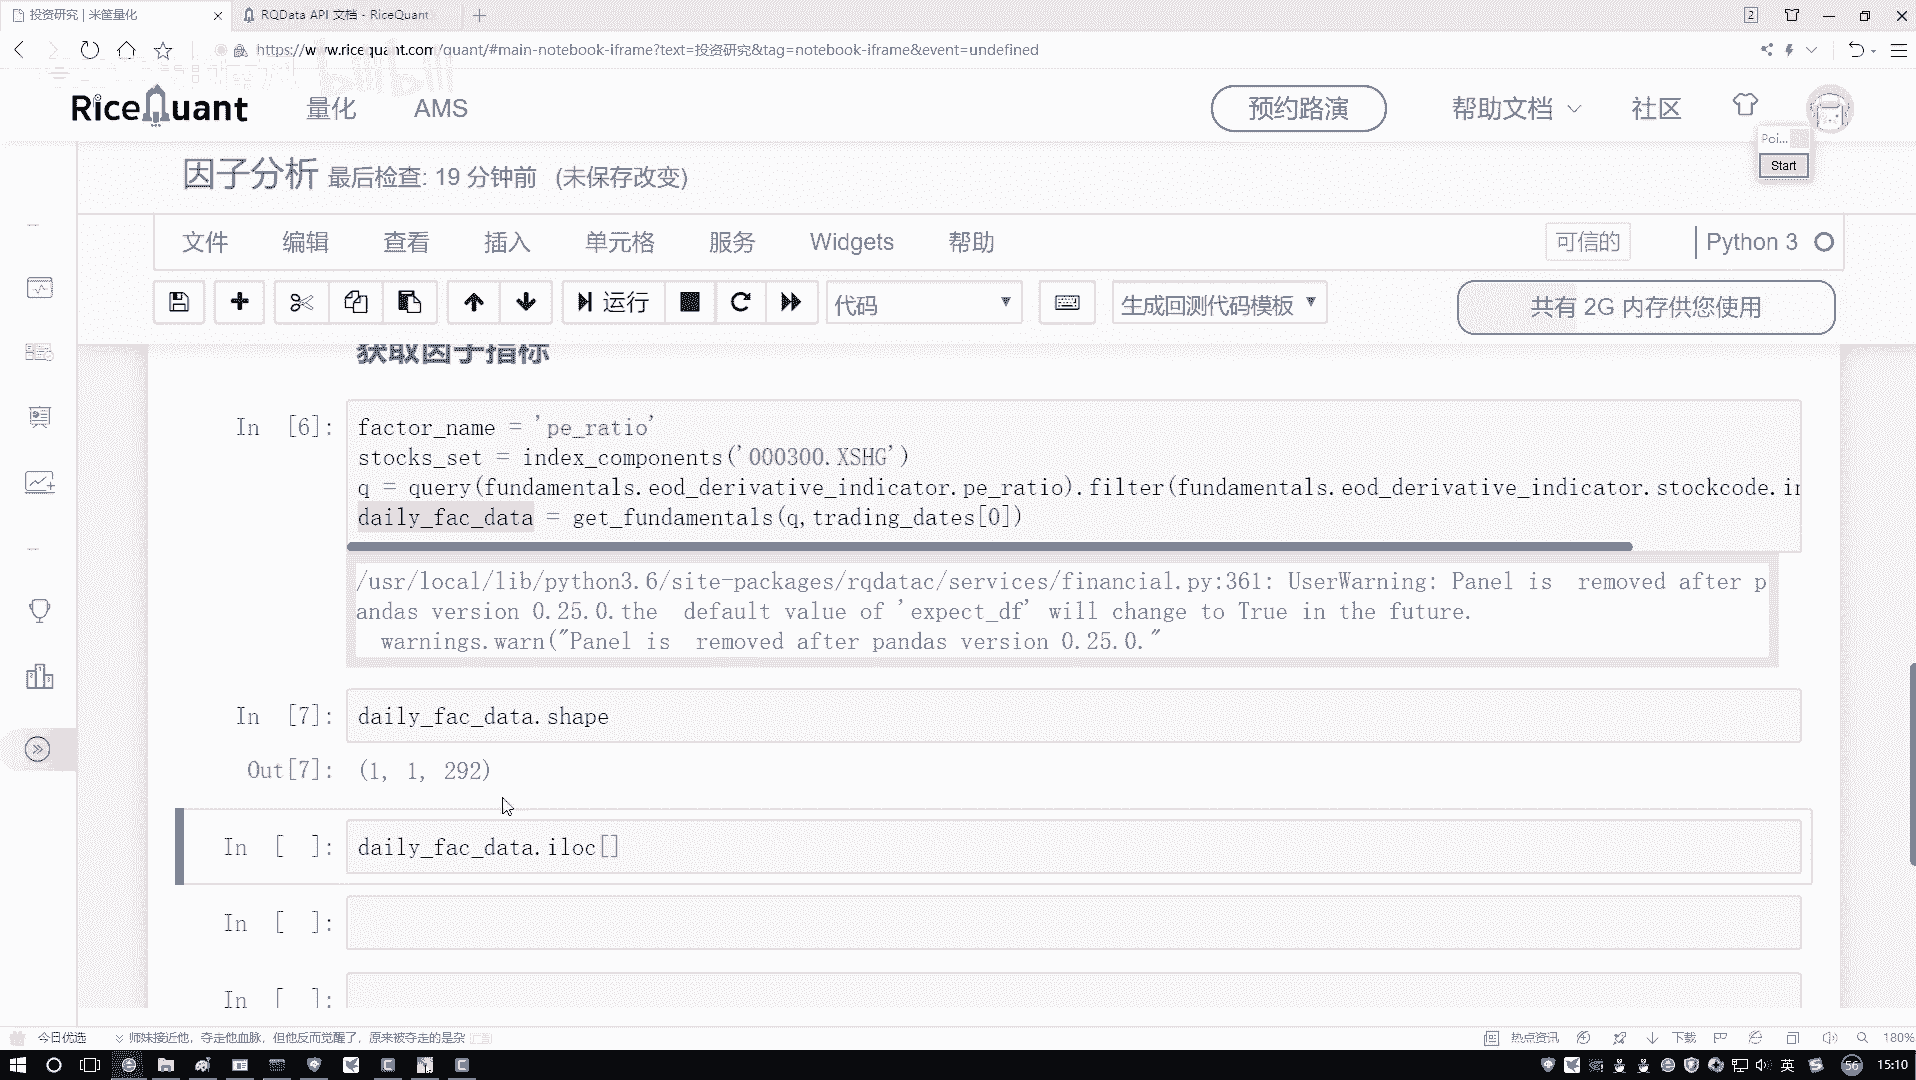 投资研究 | 米筐量化
RQData API 文档 - RiceQuant
2
https://www.ricequant.com/quant/#main-notebook-iframe?text=投资研究&tag=notebook-iframe&event=undefined
RiceQuant
量化
AMS
预约路演
帮助文档
社区
Poi...
Start
因子分析 最后检查: 19 分钟前 (未保存改变)
文件 编辑 查看 插入 单元格 服务 Widgets 帮助
可信的
Python 3
运行
代码
生成回测代码模板
共有 2G 内存供您使用
获取因子指标
In [6]:
factor_name = 'pe_ratio'
stocks_set = index_components('000300.XSHG')
q = query(fundamentals.eod_derivative_indicator.pe_ratio).filter(fundamentals.eod_derivative_indicator.stockcode.i
daily_fac_data = get_fundamentals(q,trading_dates[0])
/usr/local/lib/python3.6/site-packages/rqdatac/services/financial.py:361: UserWarning: Panel is  removed after p
andas version 0.25.0.the  default value of 'expect_df' will change to True in the future.
warnings.warn("Panel is  removed after pandas version 0.25.0."
In [7]: daily_fac_data.shape
Out[7]: (1, 1, 292)
In [ ]: daily_fac_data.iloc[]
In [ ]:
In [ ]:
今日优选
师妹接近他，夺走他血脉，但他反而觉醒了，原来被夺走的是杂
热点资讯
下载
180%
英
56
15:10